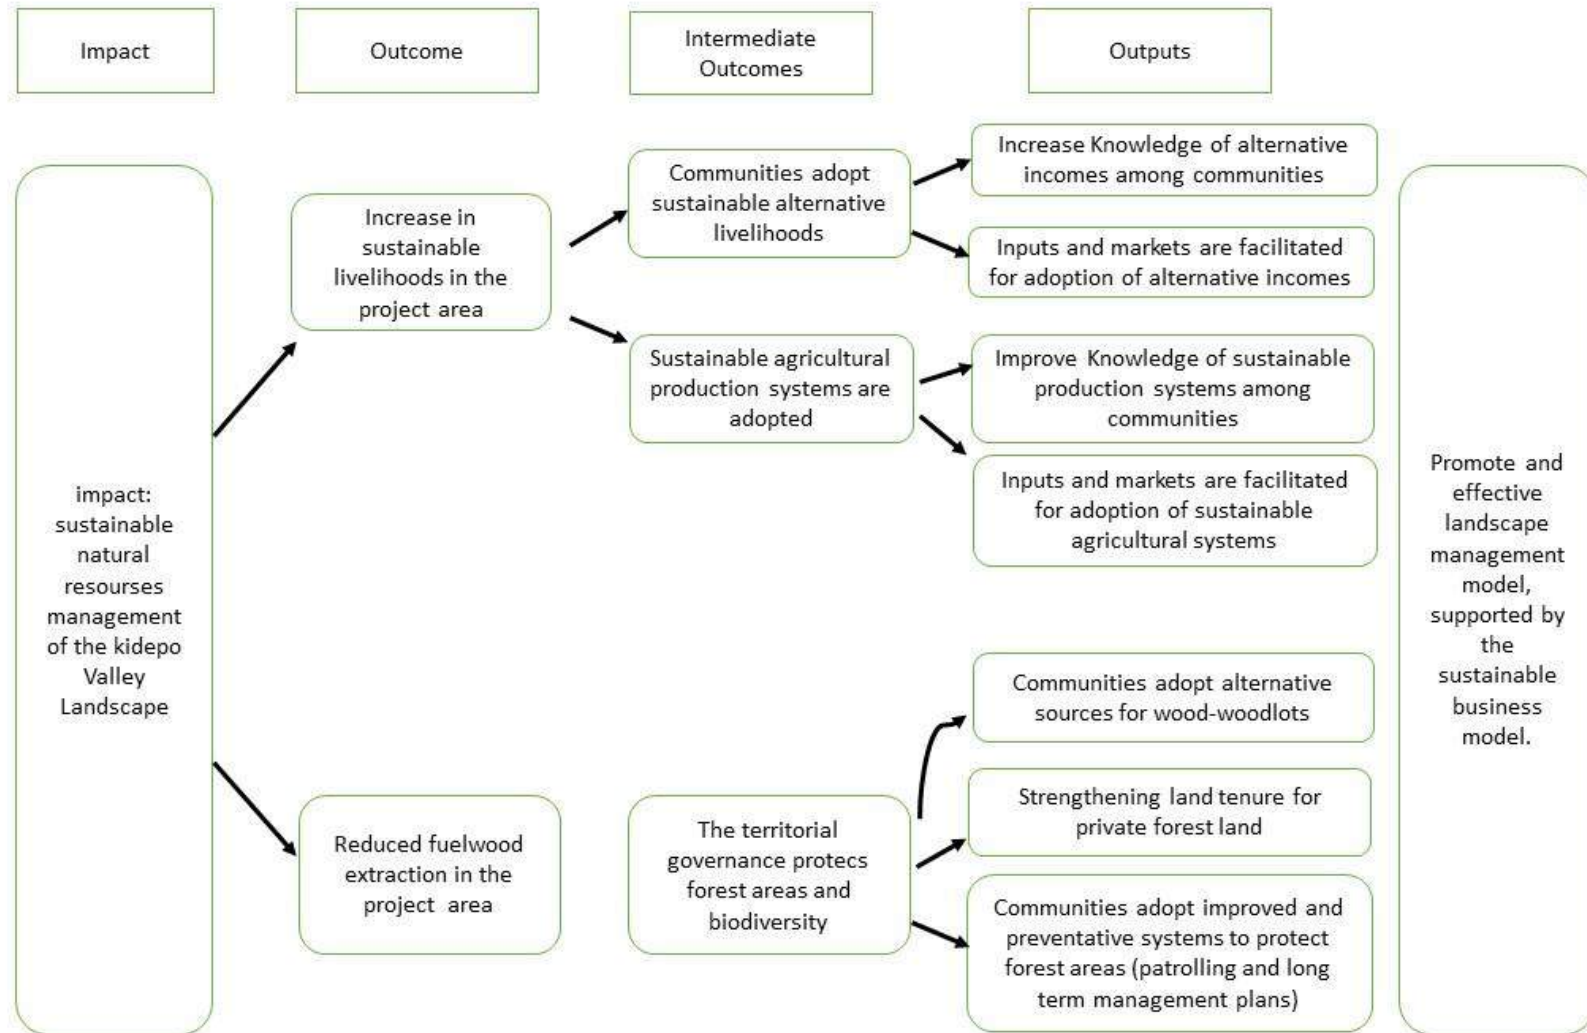 Impact
Outcome
Intermediate
Outcomes
Outputs
impact:
sustainable
natural
resourses
management
of the kidepo
Valley
Landscape
Increase in
sustainable
livelihoods in the
project area
Reduced fuelwood
extraction in the
project area
Communities adopt
sustainable alternative
livelihoods
Sustainable agricultural
production systems are
adopted
The territorial
governance protecs
forest areas and
biodiversity
Increase Knowledge of alternative
incomes among communities
Inputs and markets are facilitated
for adoption of alternative incomes
Improve Knowledge of sustainable
production systems among
communities
Inputs and markets are facilitated
for adoption of sustainable
agricultural systems
Communities adopt alternative
sources for wood-woodlots
Strengthening land tenure for
private forest land
Communities adopt improved and
preventative systems to protect
forest areas (patrolling and long
term management plans)
Promote and
effective
landscape
management
model,
supported by
the
sustainable
business
model.